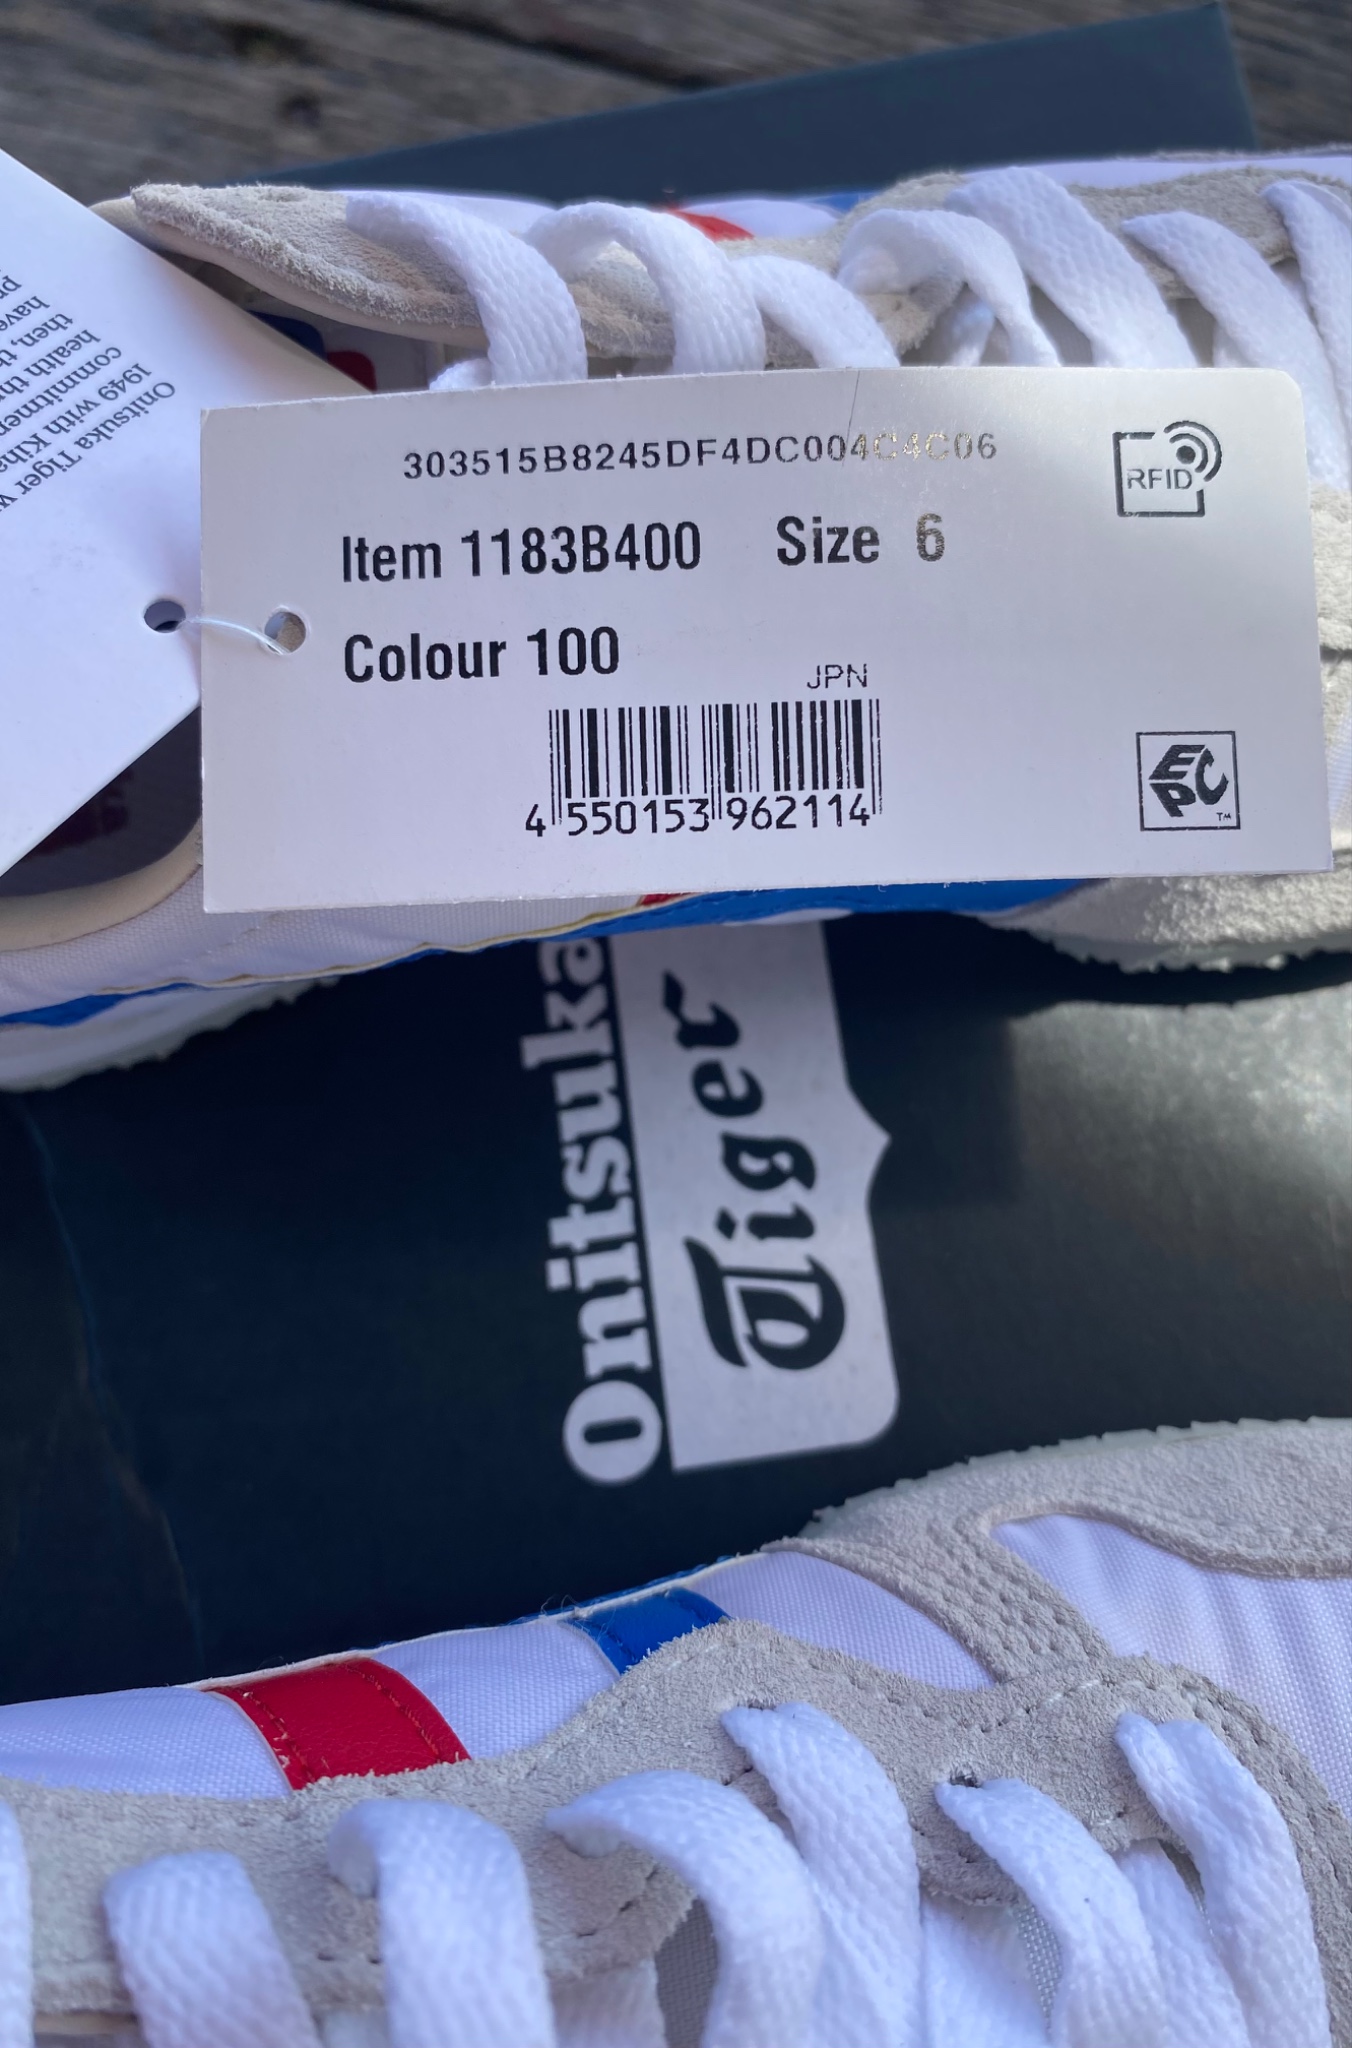 303515B8245DF4DC004C4C06
RFID
Item 1183B400 Size 6
Colour 100
JPN
4 550153 962114
EPC
TM
Onitsuka Tiger
1949 with
commitmen
health
then,
have
Onitsuka
Tiger